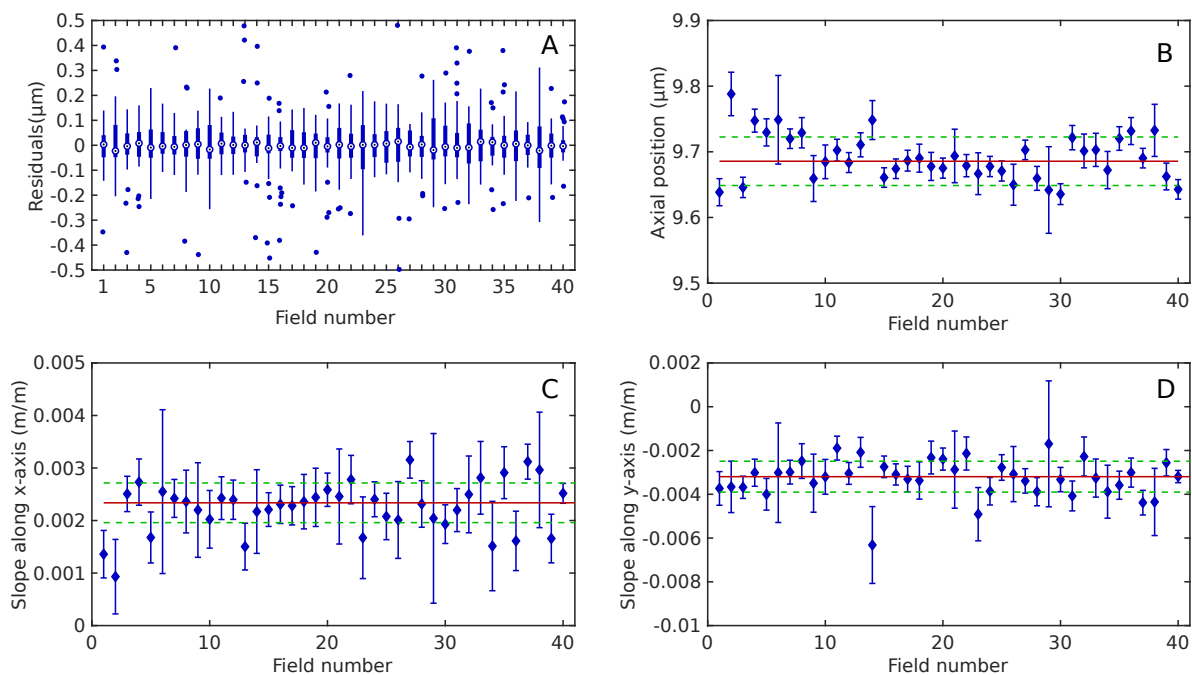 A
Residuals(μm)
0.5
0.4
0.3
0.2
0.1
0
-0.1
-0.2
-0.3
-0.4
-0.5
1 5 10 15 20 25 30 35 40
Field number
B
Axial position (μm)
9.9
9.8
9.7
9.6
9.5
0 10 20 30 40
Field number
C
Slope along x-axis (m/m)
0.005
0.004
0.003
0.002
0.001
0
0 10 20 30 40
Field number
D
Slope along y-axis (m/m)
0.002
0
-0.002
-0.004
-0.006
-0.008
-0.01
0 10 20 30 40
Field number